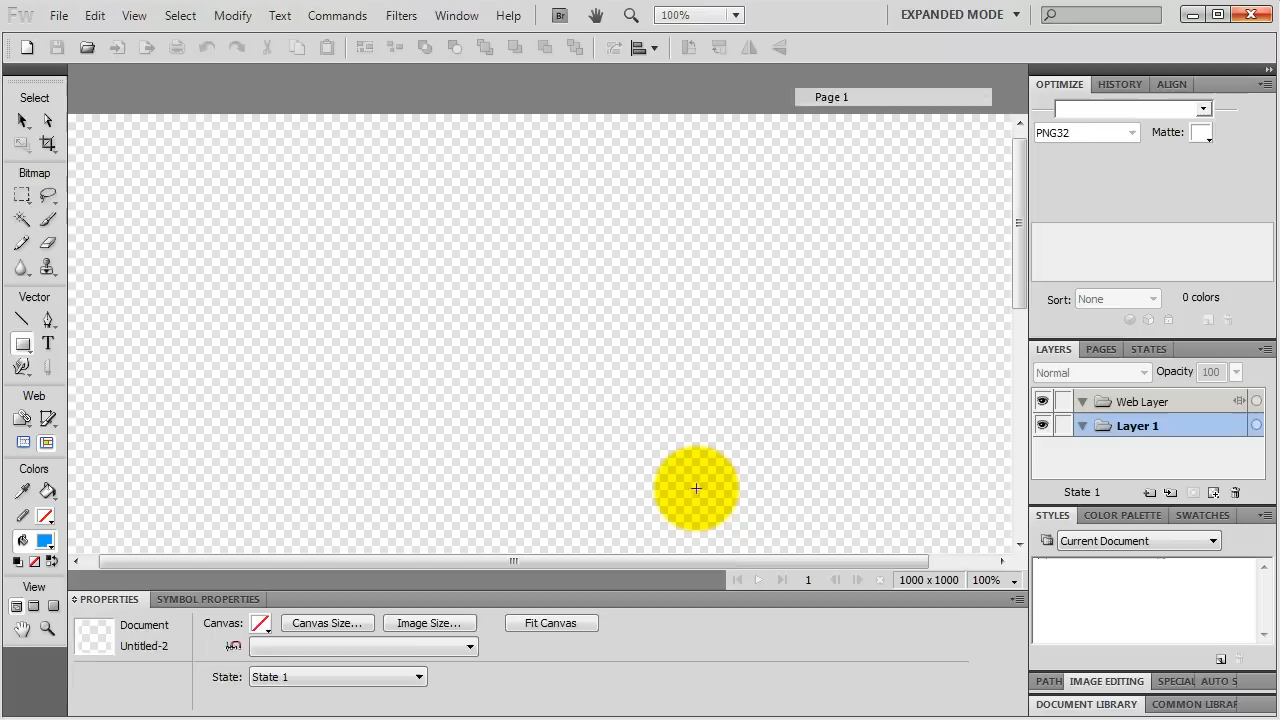 Fw File Edit View Select Modify Text Commands Filters Window Help Br 100% EXPANDED MODE
Page 1
Select
Bitmap
Vector
T
Web
Colors
View
OPTIMIZE HISTORY ALIGN
PNG32 Matte:
Sort: None 0 colors
LAYERS PAGES STATES
Normal Opacity 100
Web Layer
Layer 1
State 1
STYLES COLOR PALETTE SWATCHES
Current Document
1 1000 x 1000 100%
PROPERTIES SYMBOL PROPERTIES
Document Canvas: Canvas Size... Image Size... Fit Canvas
Untitled-2
State: State 1
PATH IMAGE EDITING SPECIAL AUTO S
DOCUMENT LIBRARY COMMON LIBRAR